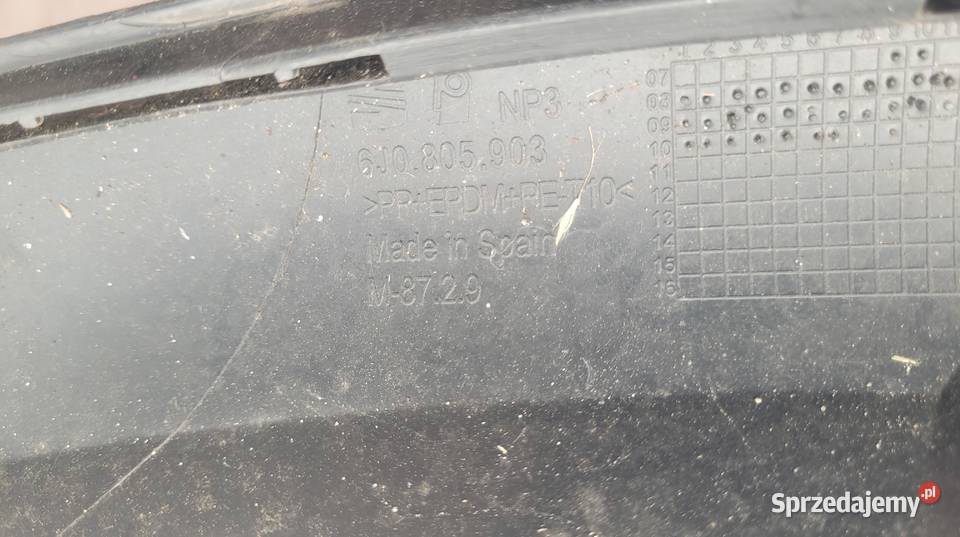 NP3
6J0.805.903
>PP+EPDM+PE-T10<
Made in Spain
M-87.2.9
1 2 3 4 5 6 7 8 9 10 11
07
09
10
11
12
13
14
15
16
Sprzedajemy.pl